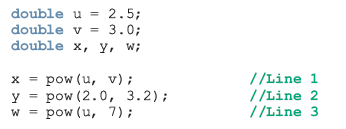 double u = 2.5;
double v = 3.0;
double x, y, w;
x = pow(u, v); //Line 1
y = pow(2.0, 3.2); //Line 2
w = pow(u, 7); //Line 3